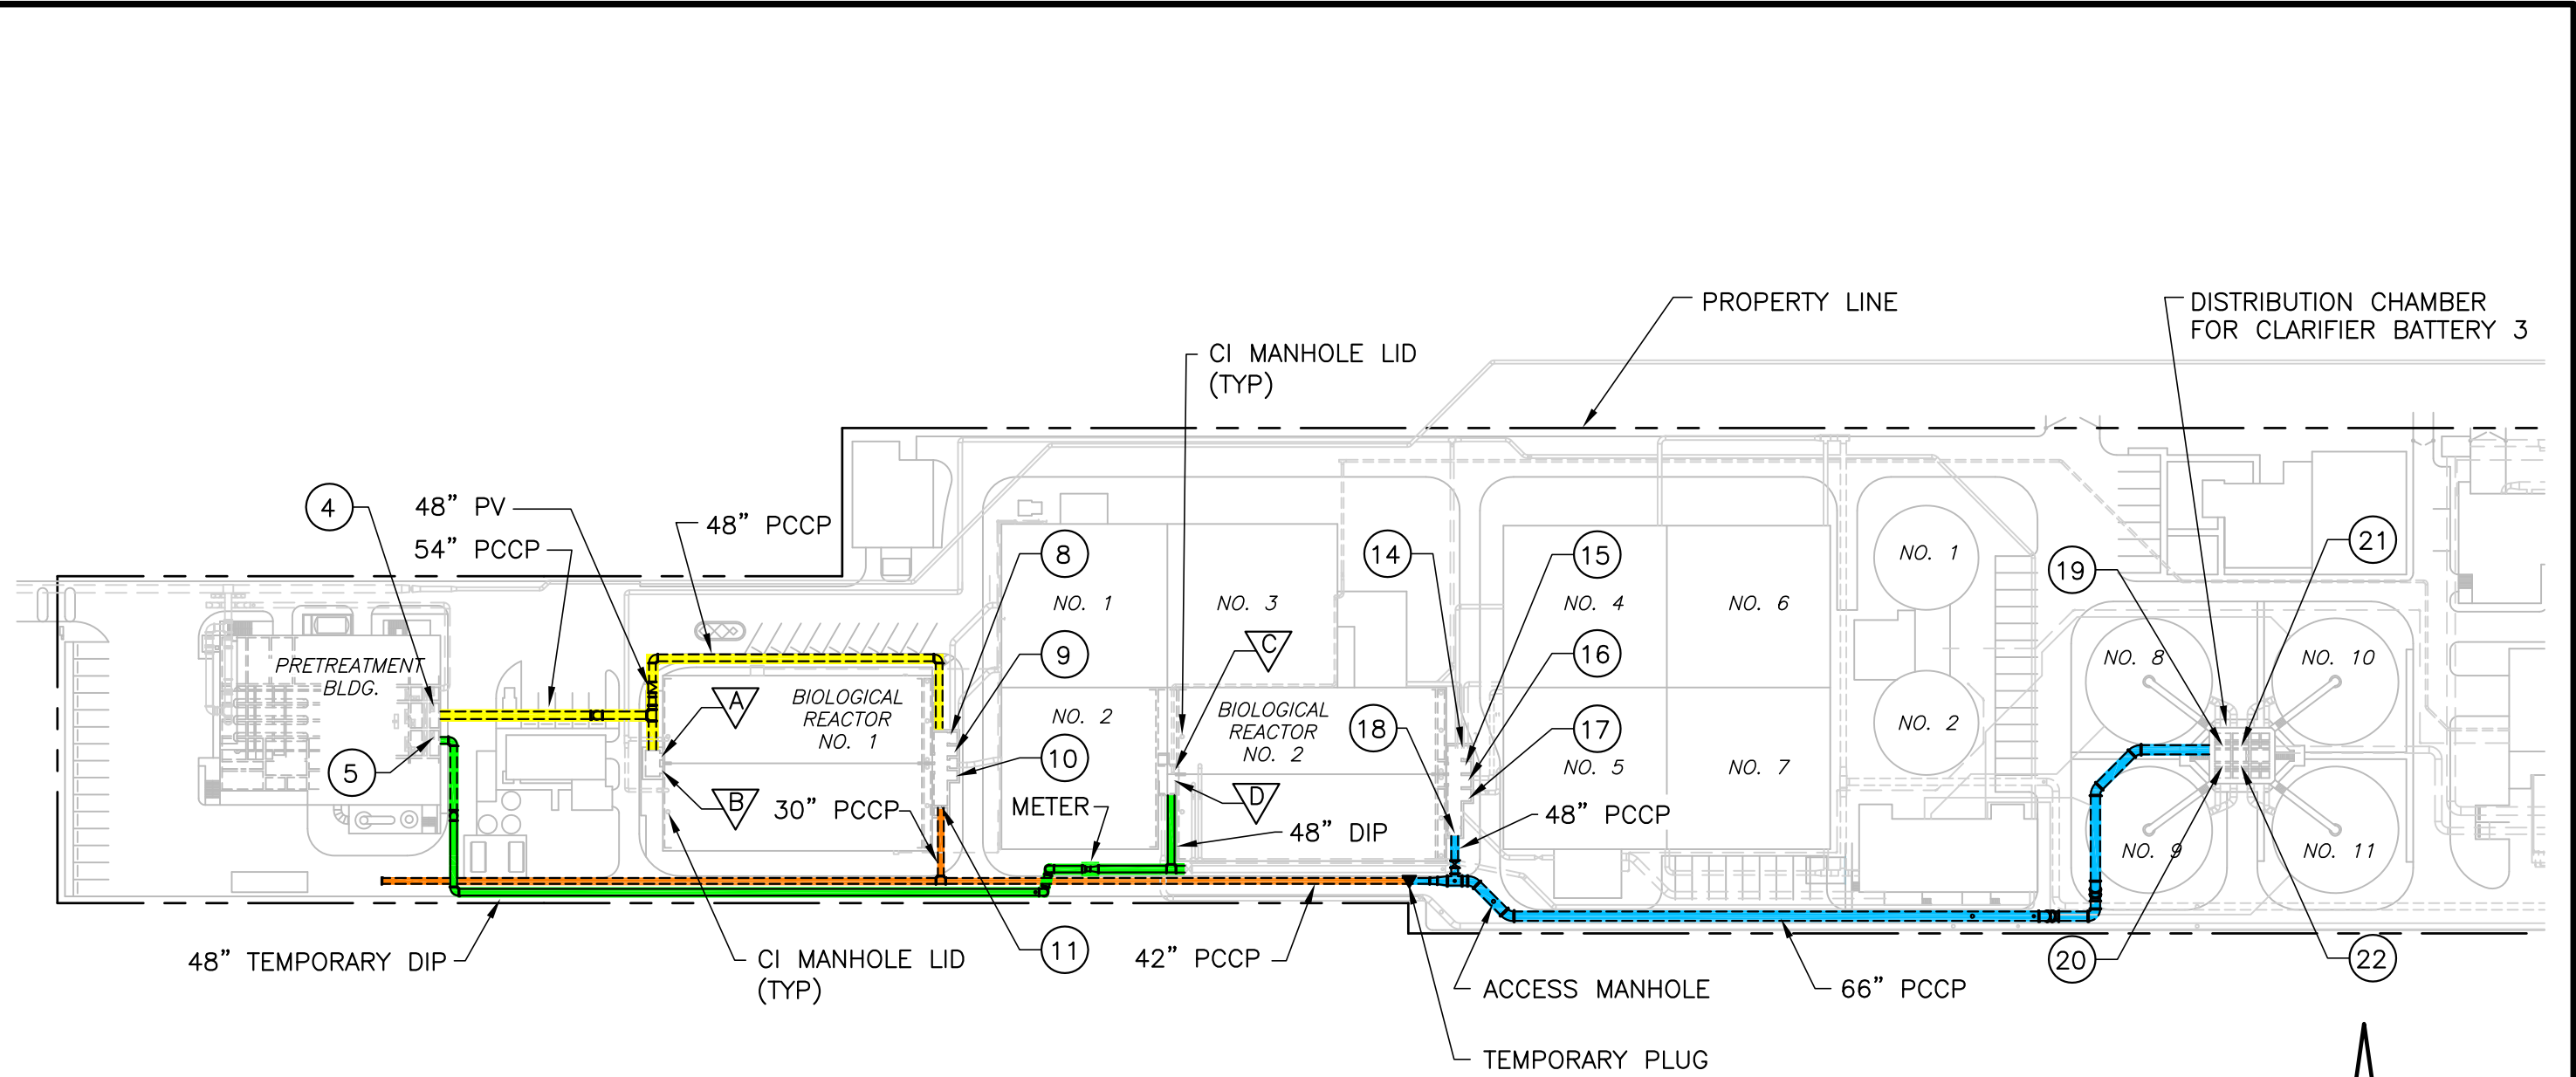 PROPERTY LINE
DISTRIBUTION CHAMBER
FOR CLARIFIER BATTERY 3
CI MANHOLE LID
(TYP)
4
48” PV
54” PCCP
48” PCCP
8
14
15
19
21
NO. 1
NO. 1
NO. 3
NO. 4
NO. 6
9
C
16
NO. 8
NO. 10
PRETREATMENT
BLDG.
A
BIOLOGICAL
REACTOR
NO. 1
NO. 2
BIOLOGICAL
REACTOR
NO. 2
18
17
NO. 2
5
10
NO. 5
NO. 7
B
30” PCCP
METER
D
48” DIP
48” PCCP
NO. 9
NO. 11
48” TEMPORARY DIP
CI MANHOLE LID
(TYP)
11
42” PCCP
ACCESS MANHOLE
66” PCCP
20
22
TEMPORARY PLUG